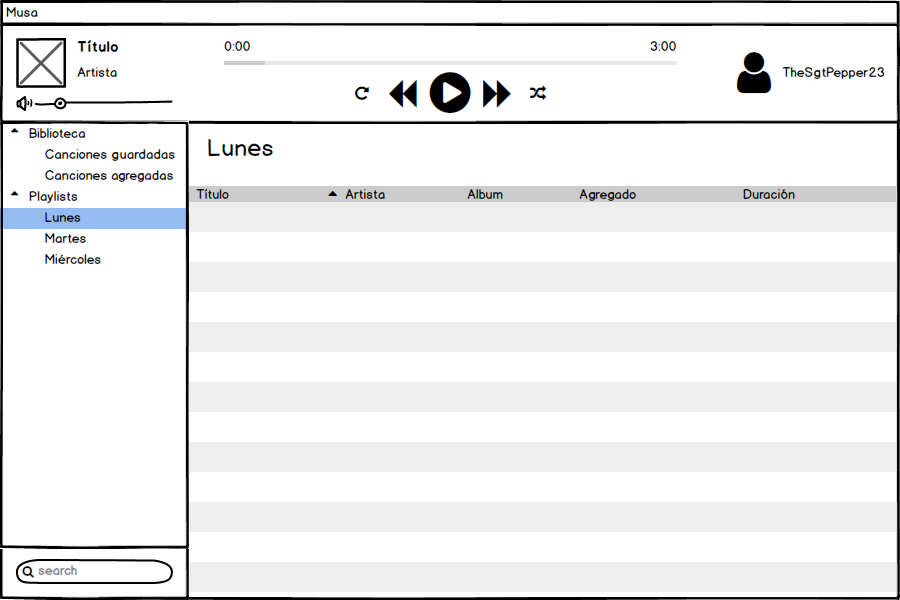 Musa
Título
Artista
0:00 3:00
TheSgtPepper23
Biblioteca
Canciones guardadas
Canciones agregadas
Playlists
Lunes
Martes
Miércoles
search
Lunes
Título Artista Album Agregado Duración